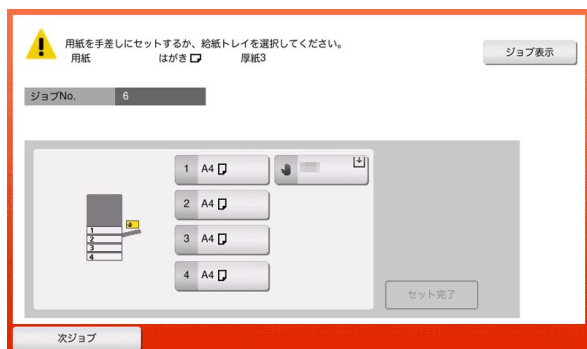 用紙を手差しにセットするか、給紙トレイを選択してください。
用紙 はがき 厚紙3
ジョブ表示
ジョブNo. 6
1 A4
2 A4
3 A4
4 A4
1
2
3
4
セット完了
次ジョブ